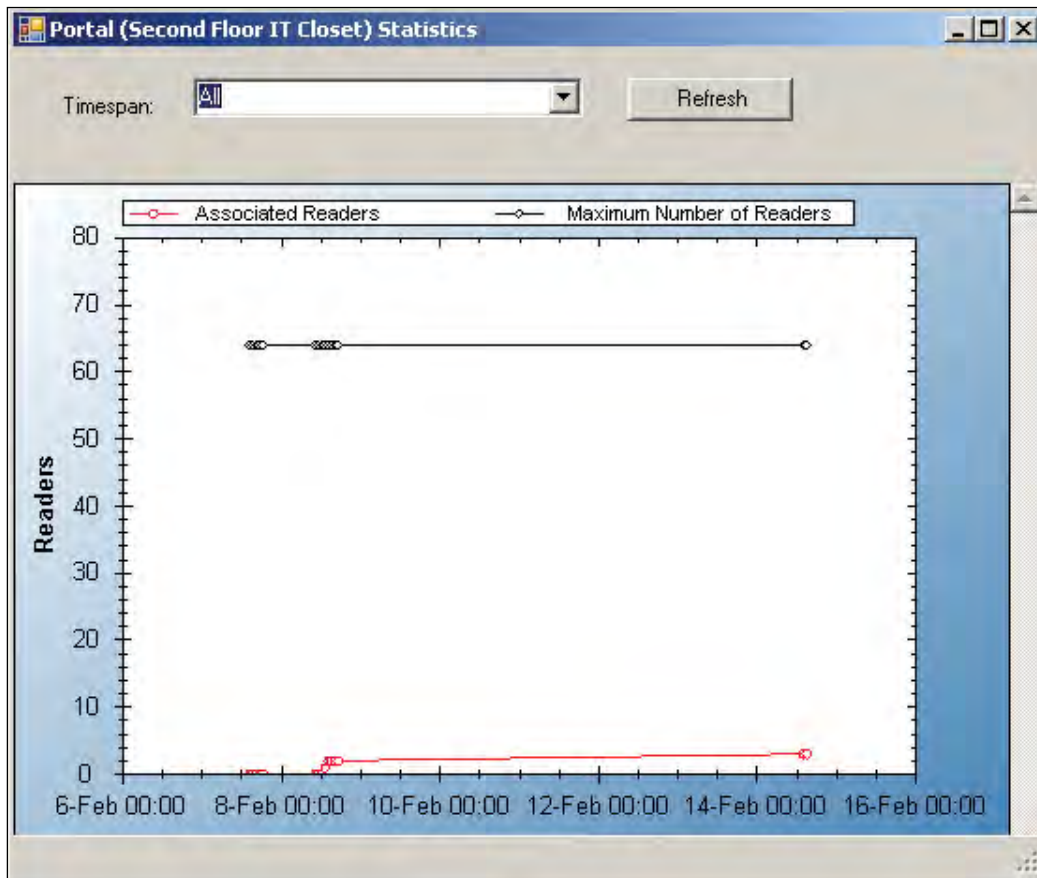 Portal (Second Floor IT Closet) Statistics
Timespan:
All
Refresh
Associated Readers
Maximum Number of Readers
80
70
60
50
40
30
20
10
0
Readers
6-Feb 00:00
8-Feb 00:00
10-Feb 00:00
12-Feb 00:00
14-Feb 00:00
16-Feb 00:00